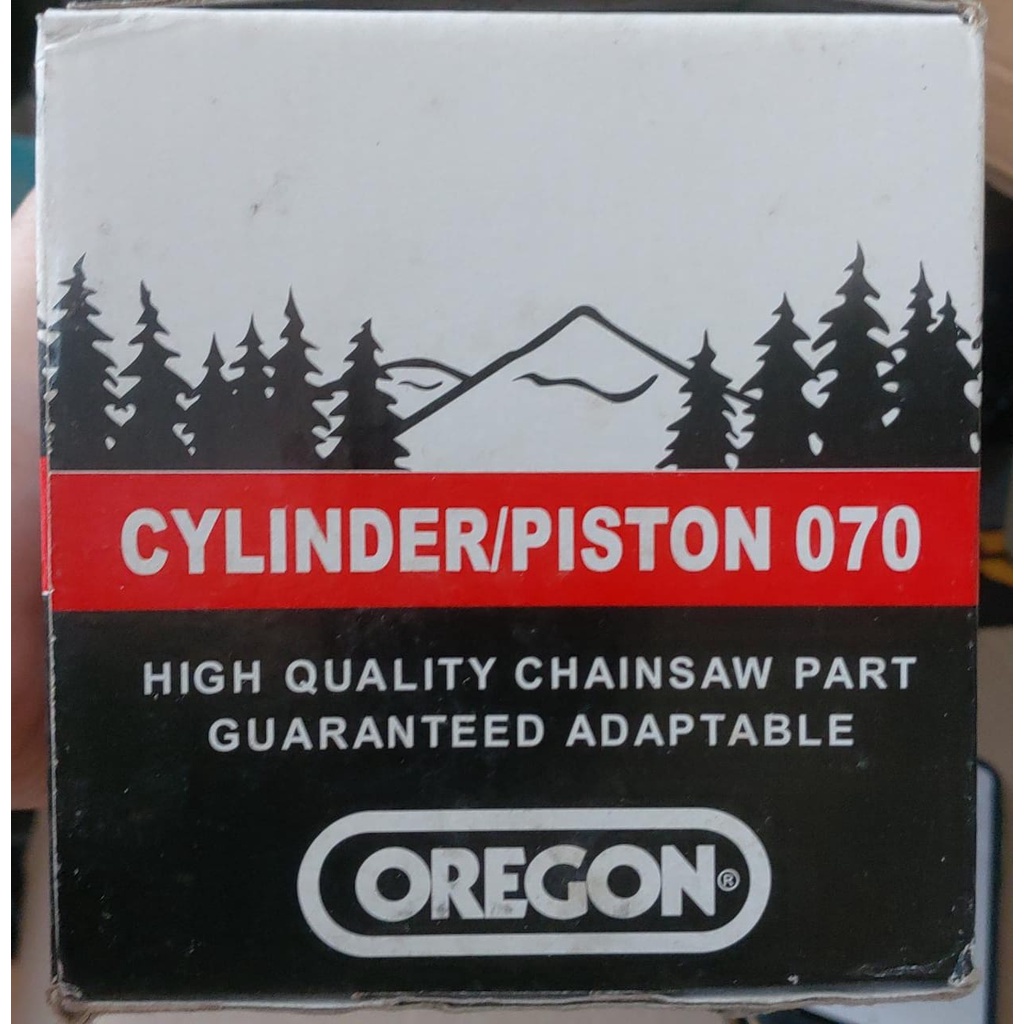 CYLINDER/PISTON 070
HIGH QUALITY CHAINSAW PART
GUARANTEED ADAPTABLE
OREGON®